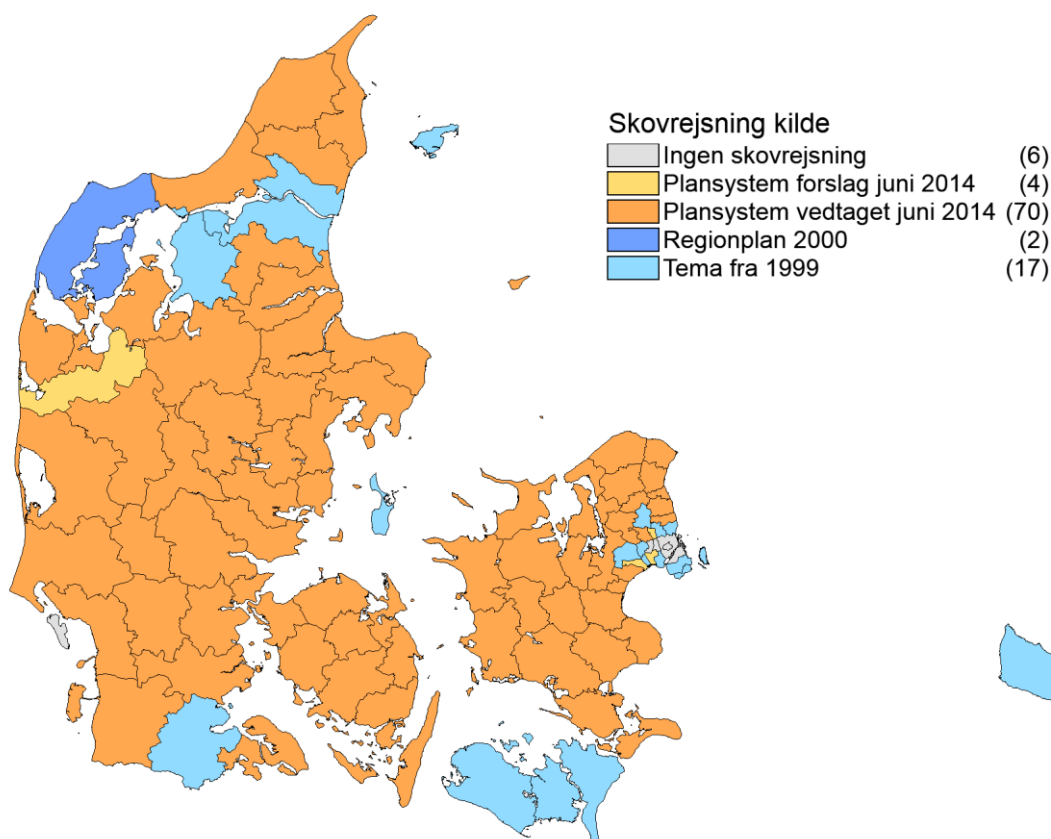 Skovrejsning kilde
Ingen skovrejsning (6)
Plansystem forslag juni 2014 (4)
Plansystem vedtaget juni 2014 (70)
Regionplan 2000 (2)
Tema fra 1999 (17)